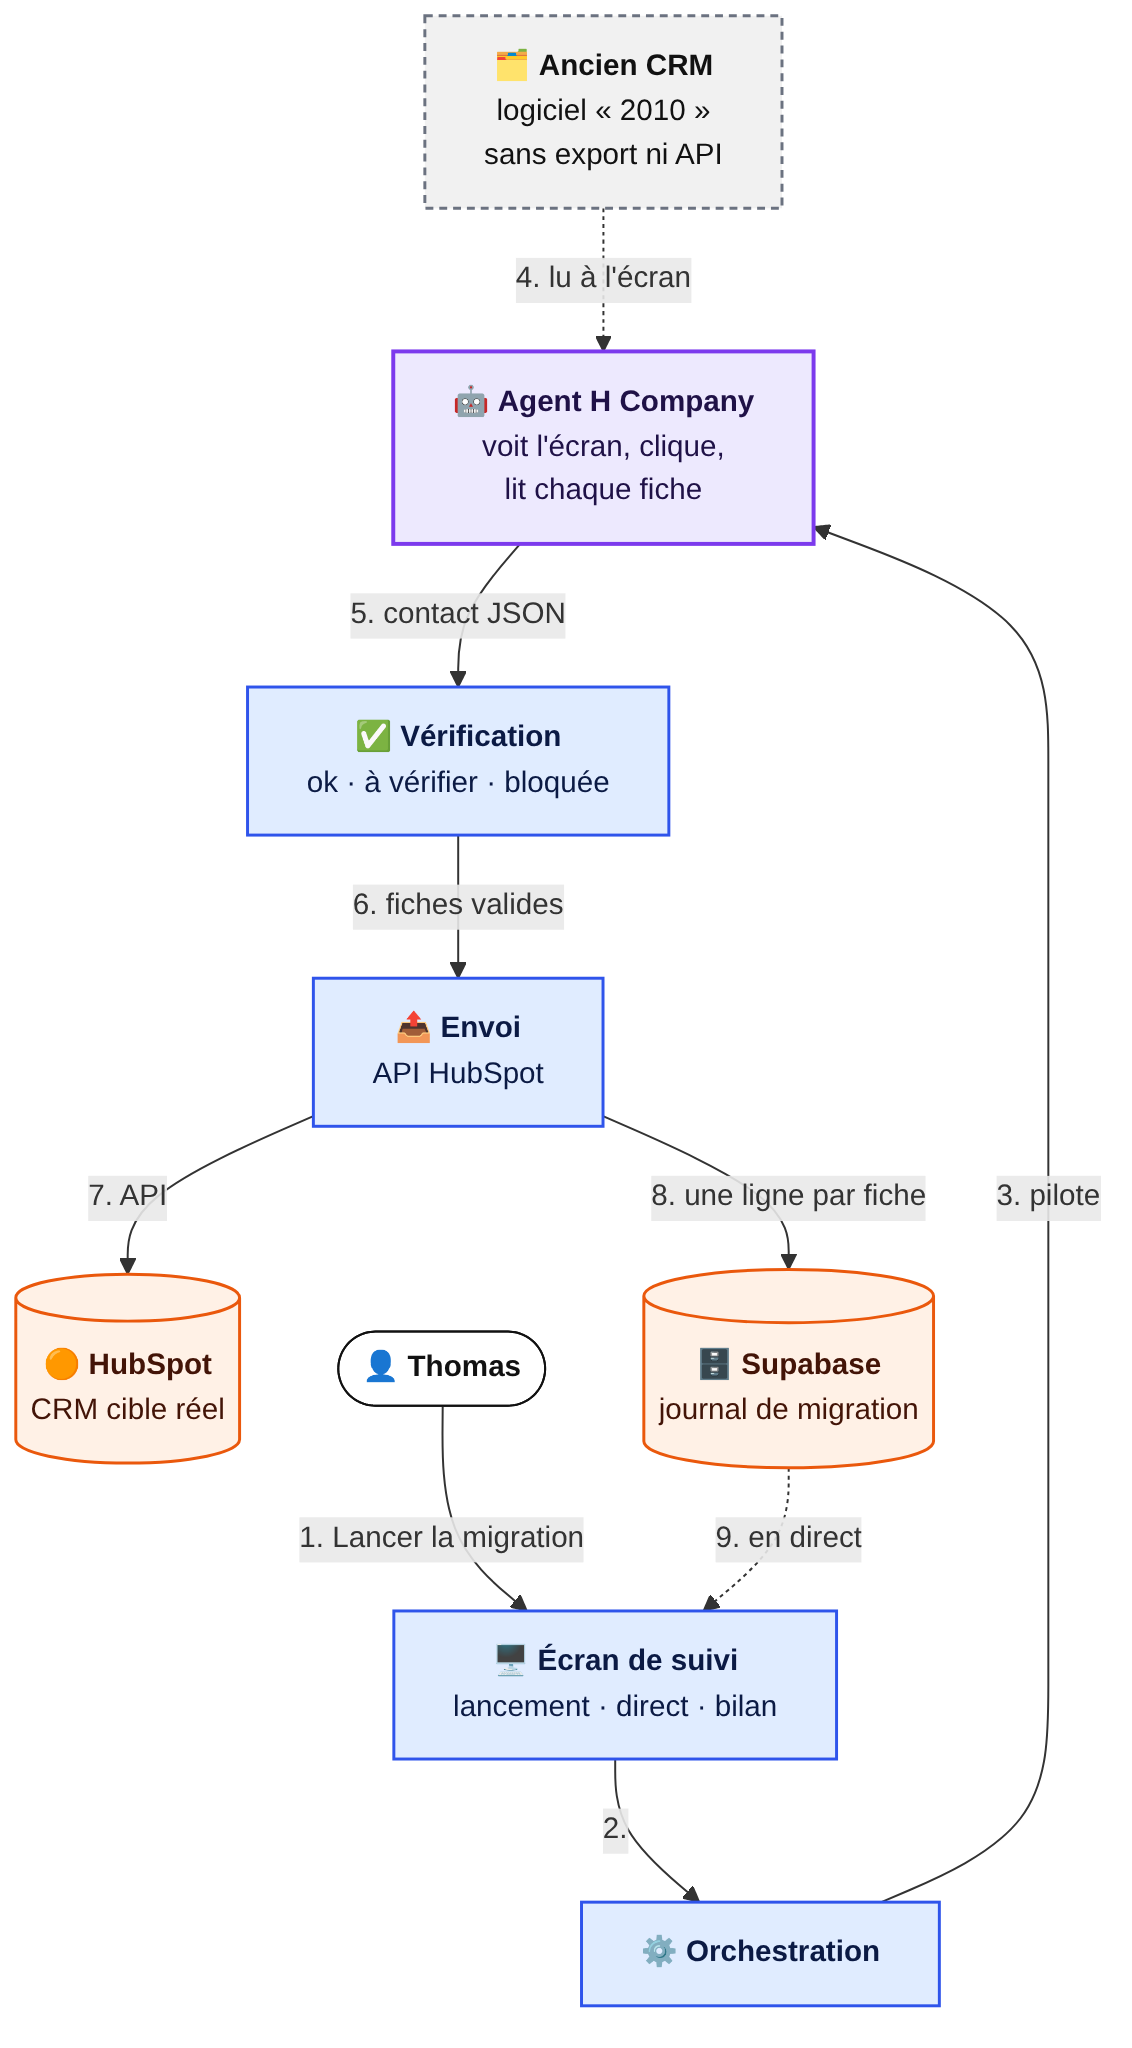 🗂️ Ancien CRM
logiciel « 2010 »
sans export ni API
4. lu à l'écran
🤖 Agent H Company
voit l'écran, clique,
lit chaque fiche
5. contact JSON
✅ Vérification
ok · à vérifier · bloquée
6. fiches valides
📤 Envoi
API HubSpot
7. API
8. une ligne par fiche
3. pilote
🟠 HubSpot
CRM cible réel
👤 Thomas
🗄️ Supabase
journal de migration
1. Lancer la migration
9. en direct
🖥️ Écran de suivi
lancement · direct · bilan
2.
⚙️ Orchestration